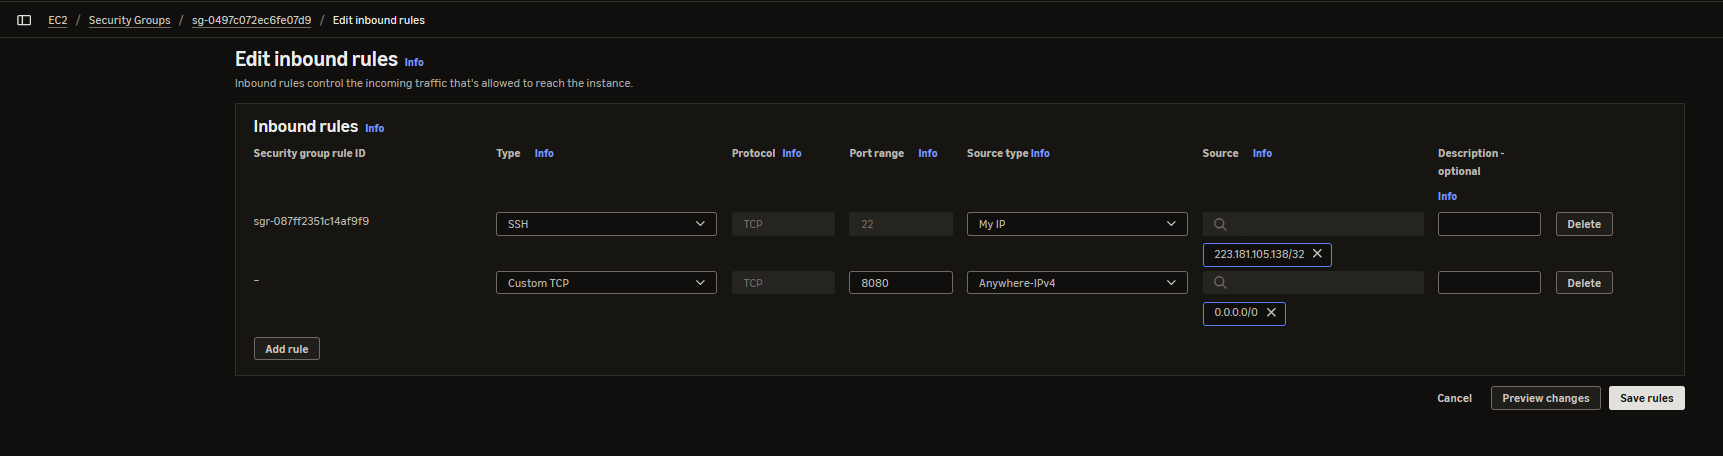 EC2 / Security Groups / sg-0497c072ec6fe07d9 / Edit inbound rules
Edit inbound rules Info
Inbound rules control the incoming traffic that's allowed to reach the instance.
Inbound rules Info
Security group rule ID Type Info Protocol Info Port range Info Source type Info Source Info Description -
optional
Info
sgr-087ff2351c14af9f9 SSH TCP 22 My IP Delete
223.181.105.138/32
– Custom TCP TCP 8080 Anywhere-IPv4 Delete
0.0.0.0/0
Add rule
Cancel Preview changes Save rules